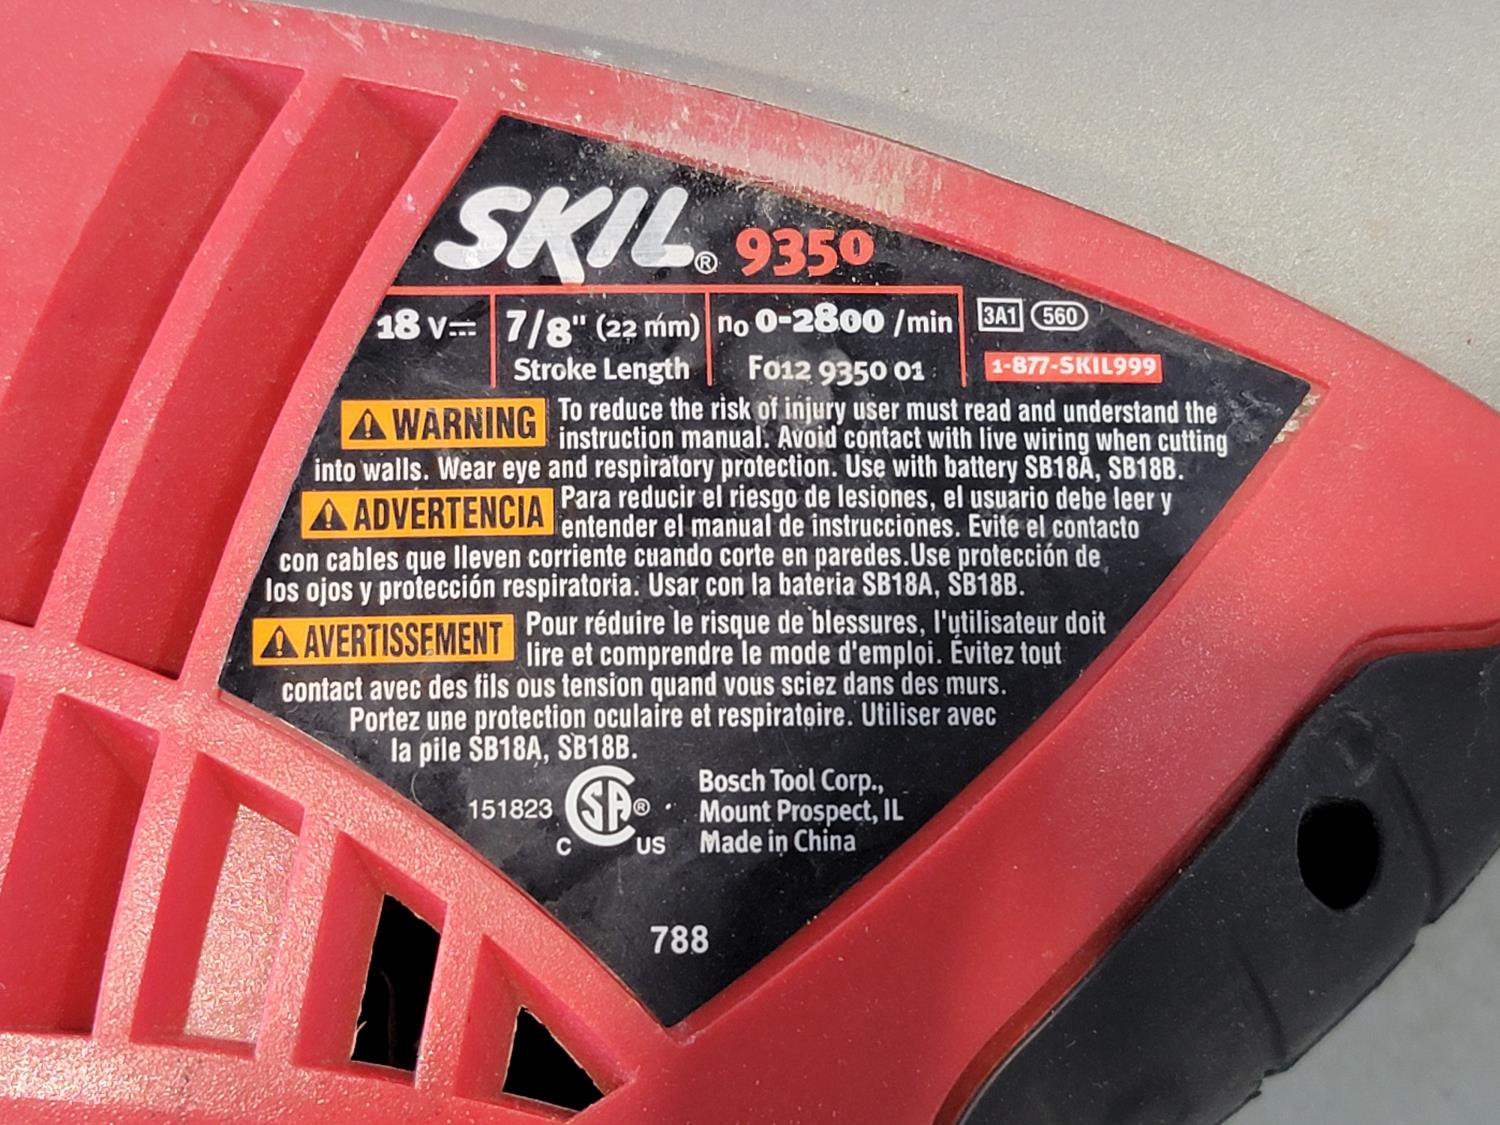 SKIL® 9350
18 V⎓ 7/8" (22 mm) no 0-2800 /min 3A1 560
Stroke Length F012 9350 01 1-877-SKIL999
WARNING To reduce the risk of injury user must read and understand the
instruction manual. Avoid contact with live wiring when cutting
into walls. Wear eye and respiratory protection. Use with battery SB18A, SB18B.
ADVERTENCIA Para reducir el riesgo de lesiones, el usuario debe leer y
entender el manual de instrucciones. Evite el contacto
con cables que lleven corriente cuando corte en paredes.Use protección de
los ojos y protección respiratoria. Usar con la bateria SB18A, SB18B.
AVERTISSEMENT Pour réduire le risque de blessures, l'utilisateur doit
lire et comprendre le mode d'emploi. Évitez tout
contact avec des fils ous tension quand vous sciez dans des murs.
Portez une protection oculaire et respiratoire. Utiliser avec
la pile SB18A, SB18B.
151823 C SA® US
Bosch Tool Corp.,
Mount Prospect, IL
Made in China
788